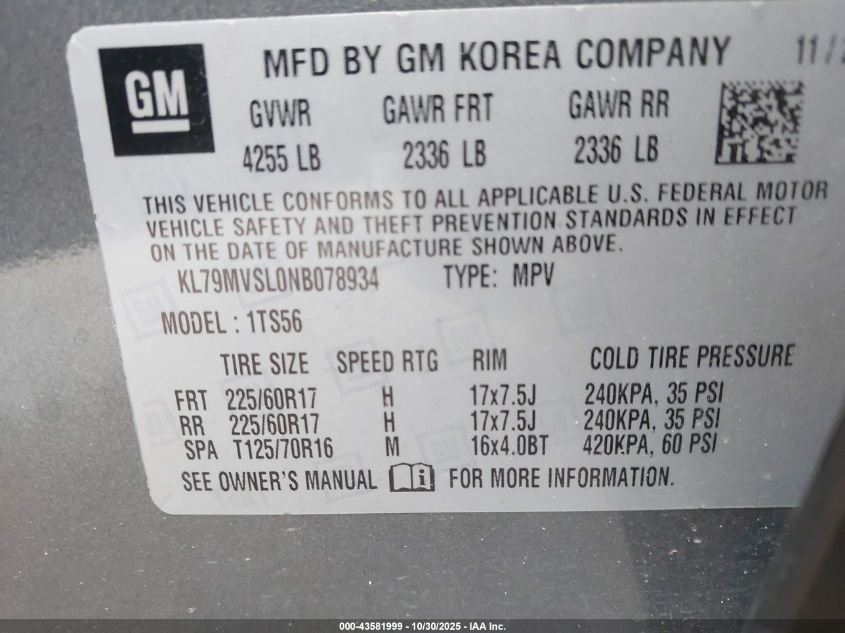 GM
MFD BY GM KOREA COMPANY 11/2
GVWR GAWR FRT GAWR RR
4255 LB 2336 LB 2336 LB
THIS VEHICLE CONFORMS TO ALL APPLICABLE U.S. FEDERAL MOTOR
VEHICLE SAFETY AND THEFT PREVENTION STANDARDS IN EFFECT
ON THE DATE OF MANUFACTURE SHOWN ABOVE.
KL79MVSL0NB078934 TYPE: MPV
MODEL : 1TS56
TIRE SIZE SPEED RTG RIM COLD TIRE PRESSURE
FRT 225/60R17 H 17x7.5J 240KPA, 35 PSI
RR 225/60R17 H 17x7.5J 240KPA, 35 PSI
SPA T125/70R16 M 16x4.0BT 420KPA, 60 PSI
SEE OWNER'S MANUAL i FOR MORE INFORMATION.
000-43581999 - 10/30/2025 - IAA Inc.